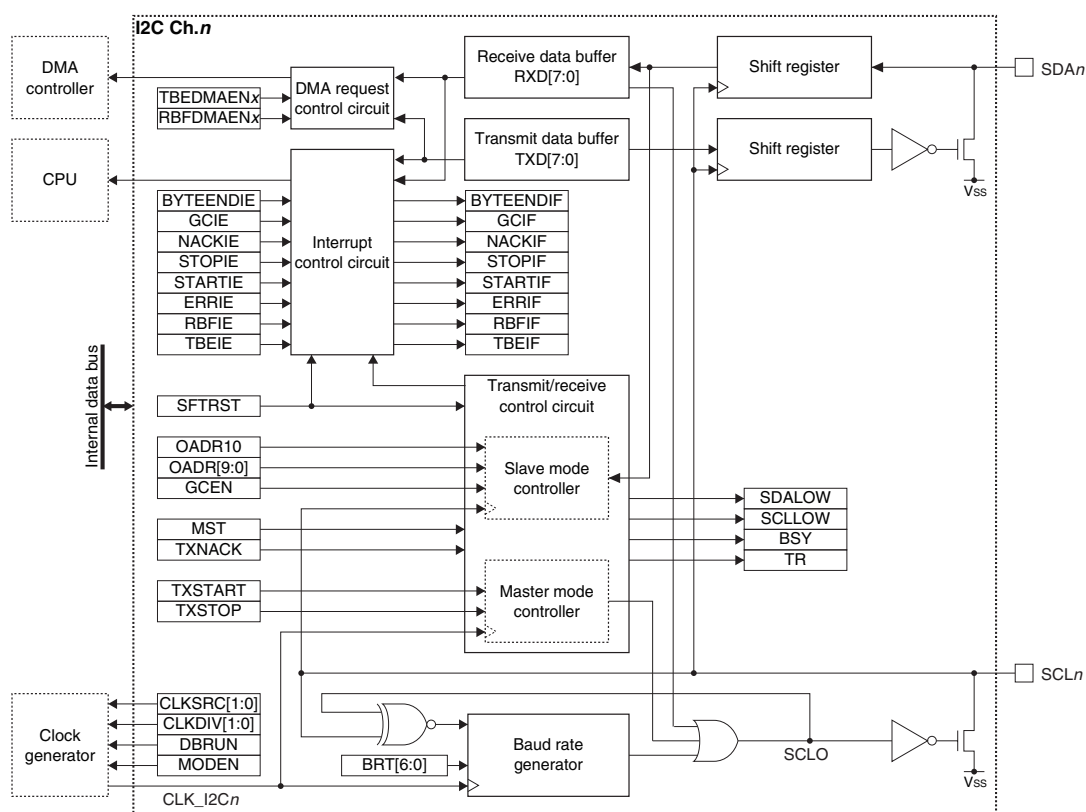 I2C Ch.n
DMA
controller
TBEDMAENx
RBFDMAENx
DMA request
control circuit
Receive data buffer
RXD[7:0]
Shift register
SDAn
Transmit data buffer
TXD[7:0]
Shift register
VSS
CPU
BYTEENDIE
GCIE
NACKIE
STOPIE
STARTIE
ERRIE
RBFIE
TBEIE
Interrupt
control circuit
BYTEENDIF
GCIF
NACKIF
STOPIF
STARTIF
ERRIF
RBFIF
TBEIF
Internal data bus
SFTRST
Transmit/receive
control circuit
OADR10
OADR[9:0]
GCEN
Slave mode
controller
MST
TXNACK
SDALOW
SCLLOW
BSY
TR
TXSTART
TXSTOP
Master mode
controller
SCLn
Clock
generator
CLKSRC[1:0]
CLKDIV[1:0]
DBRUN
MODEN
CLK_I2Cn
BRT[6:0]
Baud rate
generator
SCLO
VSS